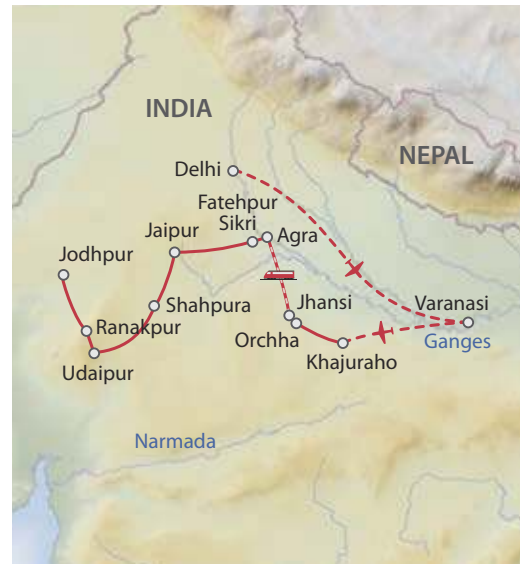 INDIA
NEPAL
Delhi
Fatehpur
Sikri
Agra
Jaipur
Jodhpur
Shahpura
Jhansi
Varanasi
Ranakpur
Orchha
Ganges
Khajuraho
Udaipur
Narmada